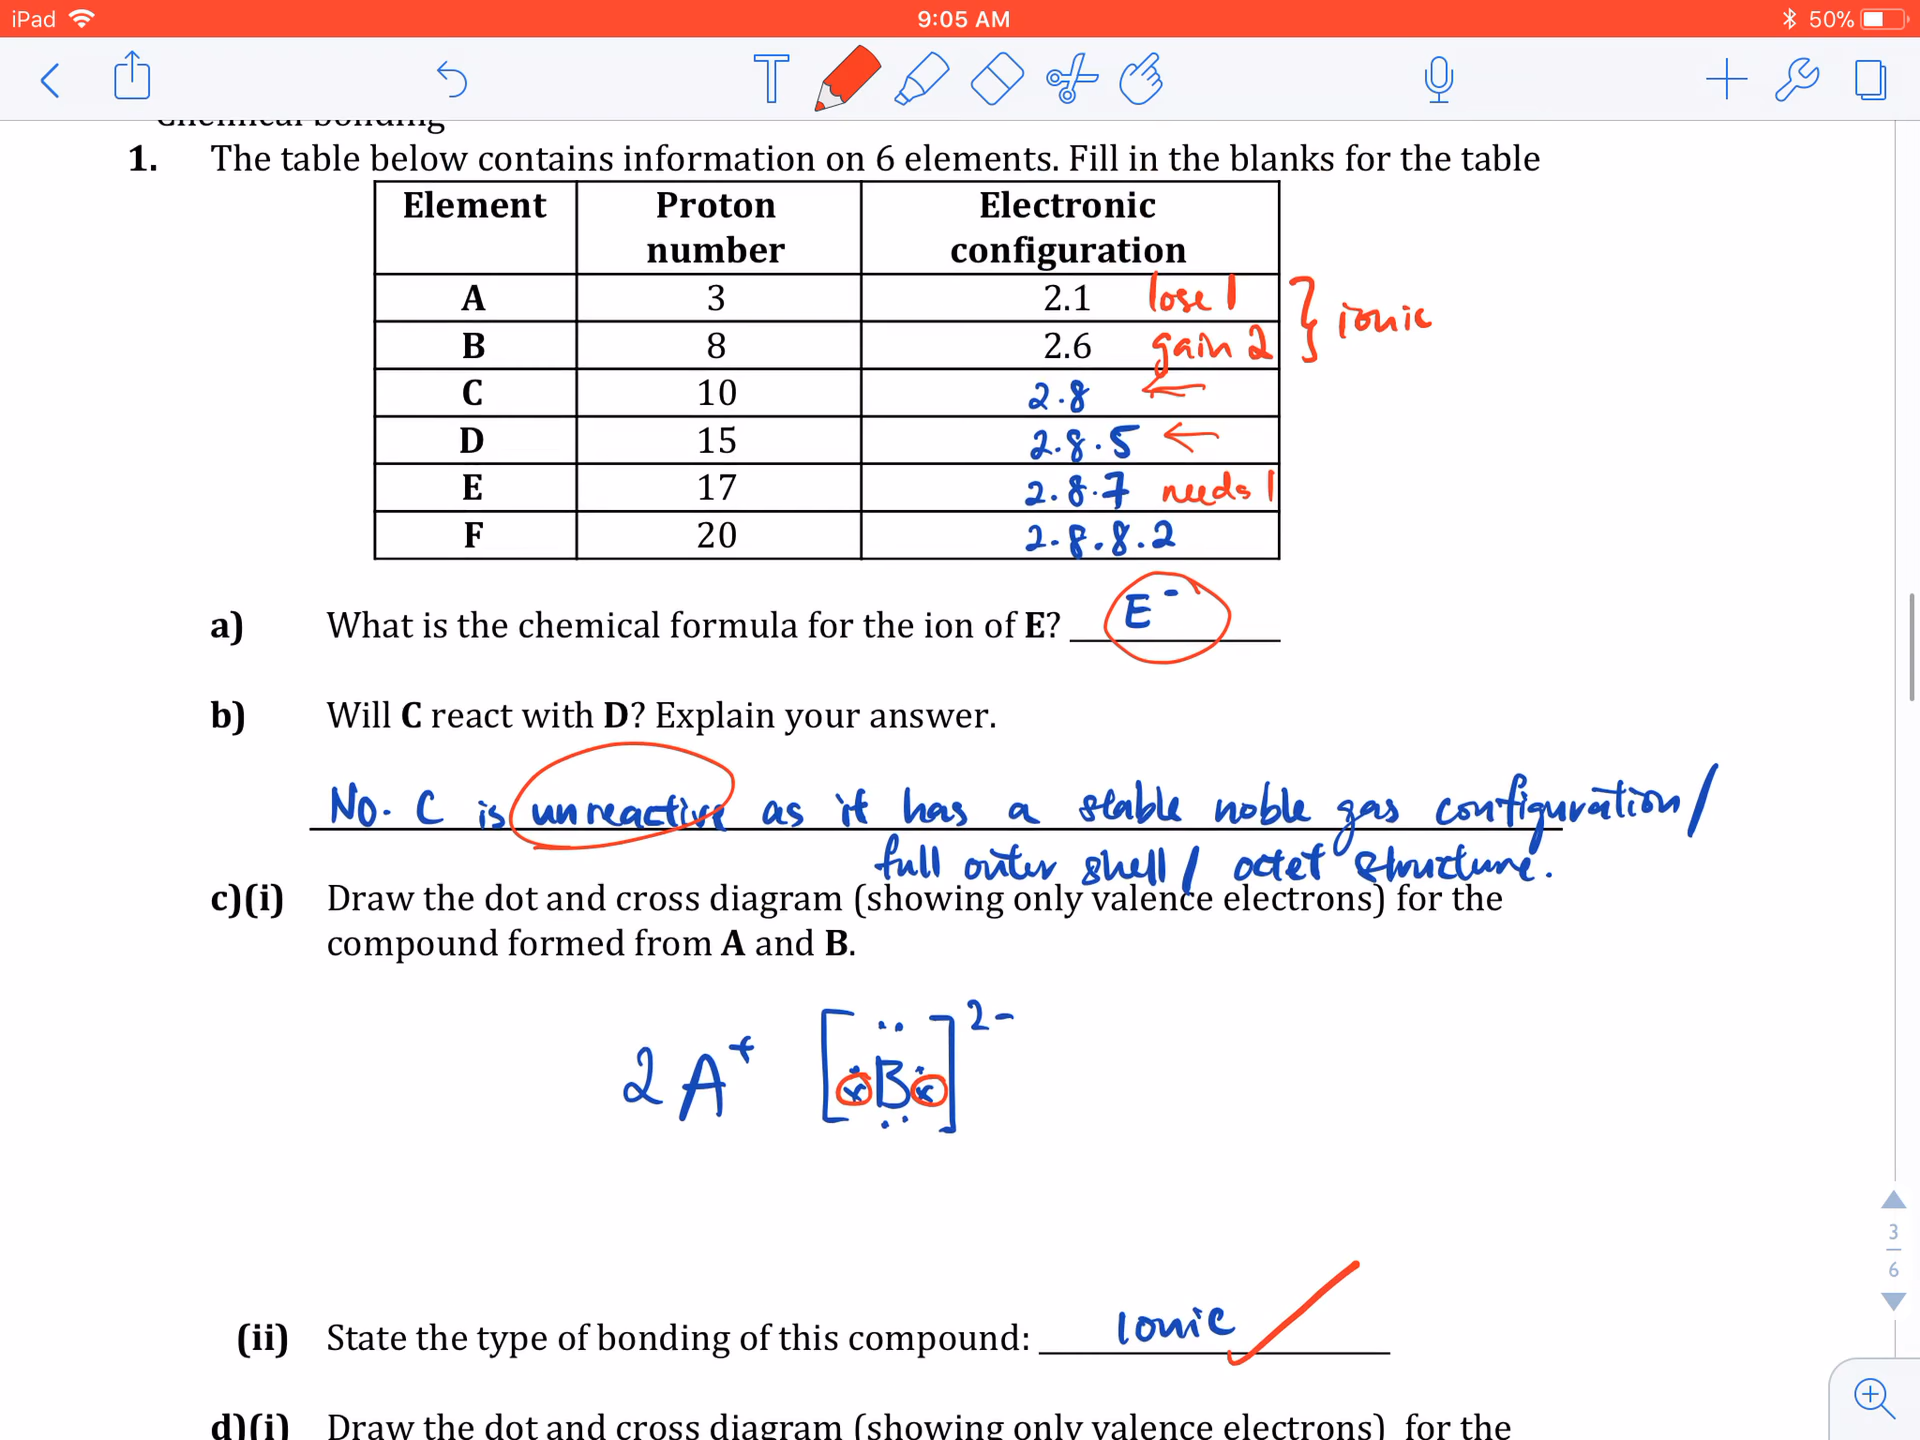 iPad 9:05 AM 50%
T
Chemical bonding
1. The table below contains information on 6 elements. Fill in the blanks for the table
Element Proton number Electronic configuration
A 3 2.1 lose 1
B 8 2.6 gain 2 } ionic
C 10 2.8 ←
D 15 2.8.5 ←
E 17 2.8.7 needs 1
F 20 2.8.8.2
a) What is the chemical formula for the ion of E? E⁻
b) Will C react with D? Explain your answer.
No. C is unreactive as it has a stable noble gas configuration/
full outer shell / octet structure.
c)(i) Draw the dot and cross diagram (showing only valence electrons) for the
compound formed from A and B.
2 A⁺ [B]²⁻
(ii) State the type of bonding of this compound: Ionic
d)(i) Draw the dot and cross diagram (showing only valence electrons) for the
3
6